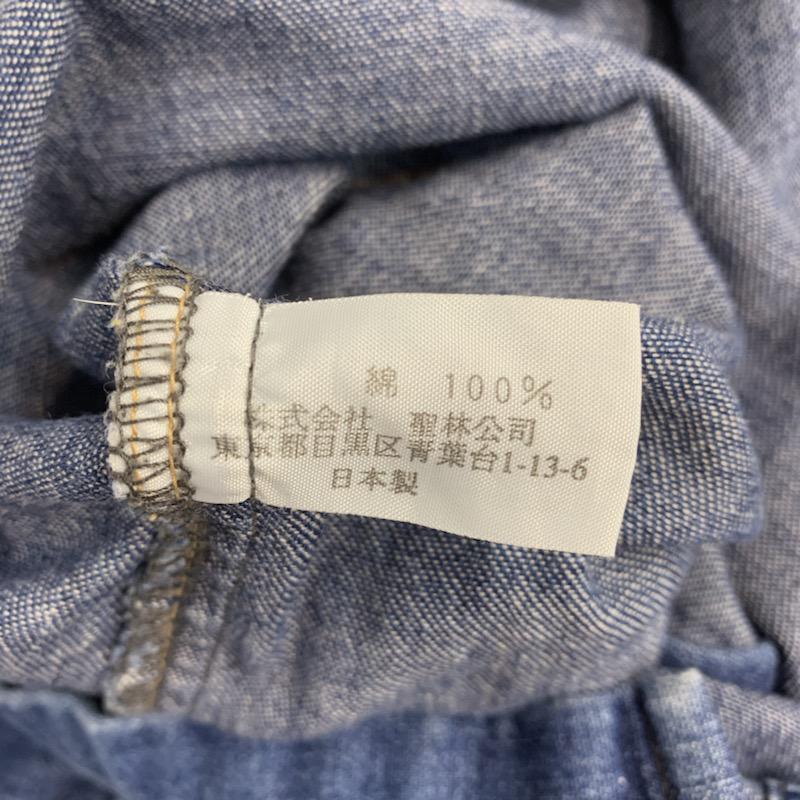 綿 100%
株式会社 聖林公司
東京都目黒区青葉台1-13-6
日本製